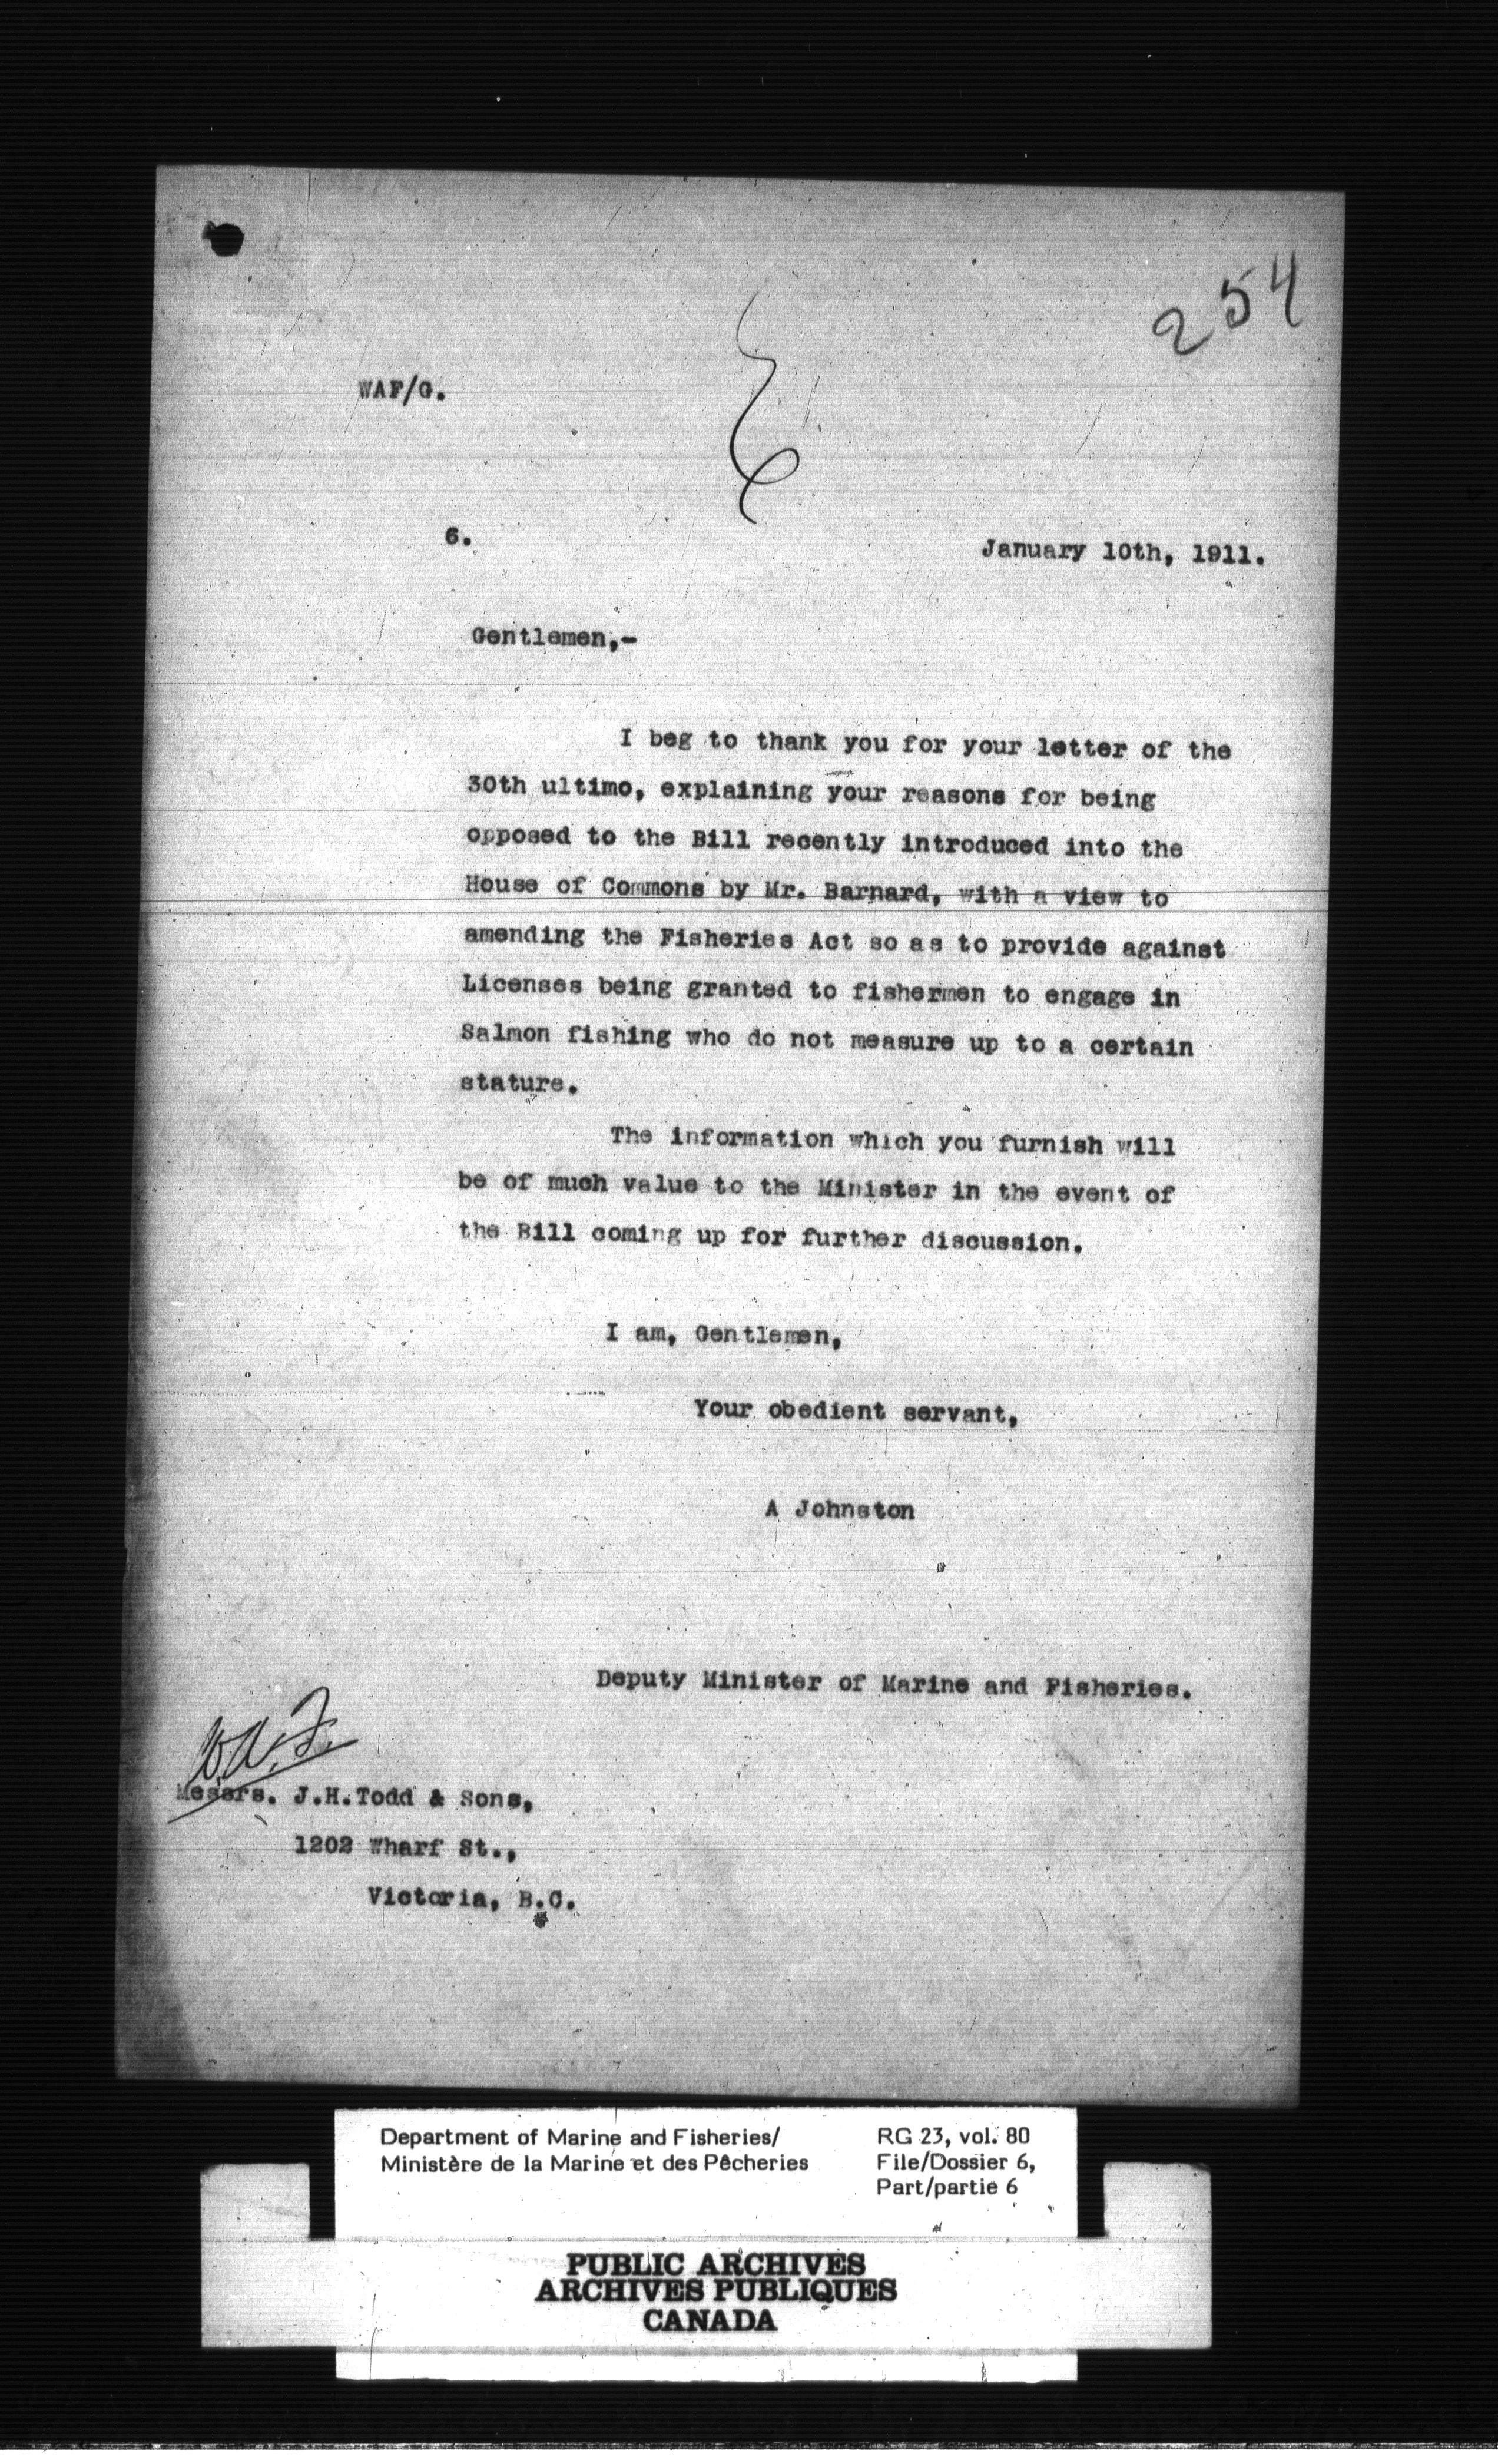 254
WAF/G.
6.
January 10th, 1911.
Gentlemen,-
I beg to thank you for your letter of the
30th ultimo, explaining your reasons for being
opposed to the Bill recently introduced into the
House of Commons by Mr. Barnard, with a view to
amending the Fisheries Act so as to provide against
Licenses being granted to fishermen to engage in
Salmon fishing who do not measure up to a certain
stature.
The information which you furnish will
be of much value to the Minister in the event of
the Bill coming up for further discussion.
I am, Gentlemen,
Your obedient servant,
A Johnston
Deputy Minister of Marine and Fisheries.
W.A.F.
Messrs. J.H.Todd & Sons,
1202 Wharf St.,
Victoria, B.C.
Department of Marine and Fisheries/
Ministère de la Marine et des Pêcheries
RG 23, vol. 80
File/Dossier 6,
Part/partie 6
PUBLIC ARCHIVES
ARCHIVES PUBLIQUES
CANADA